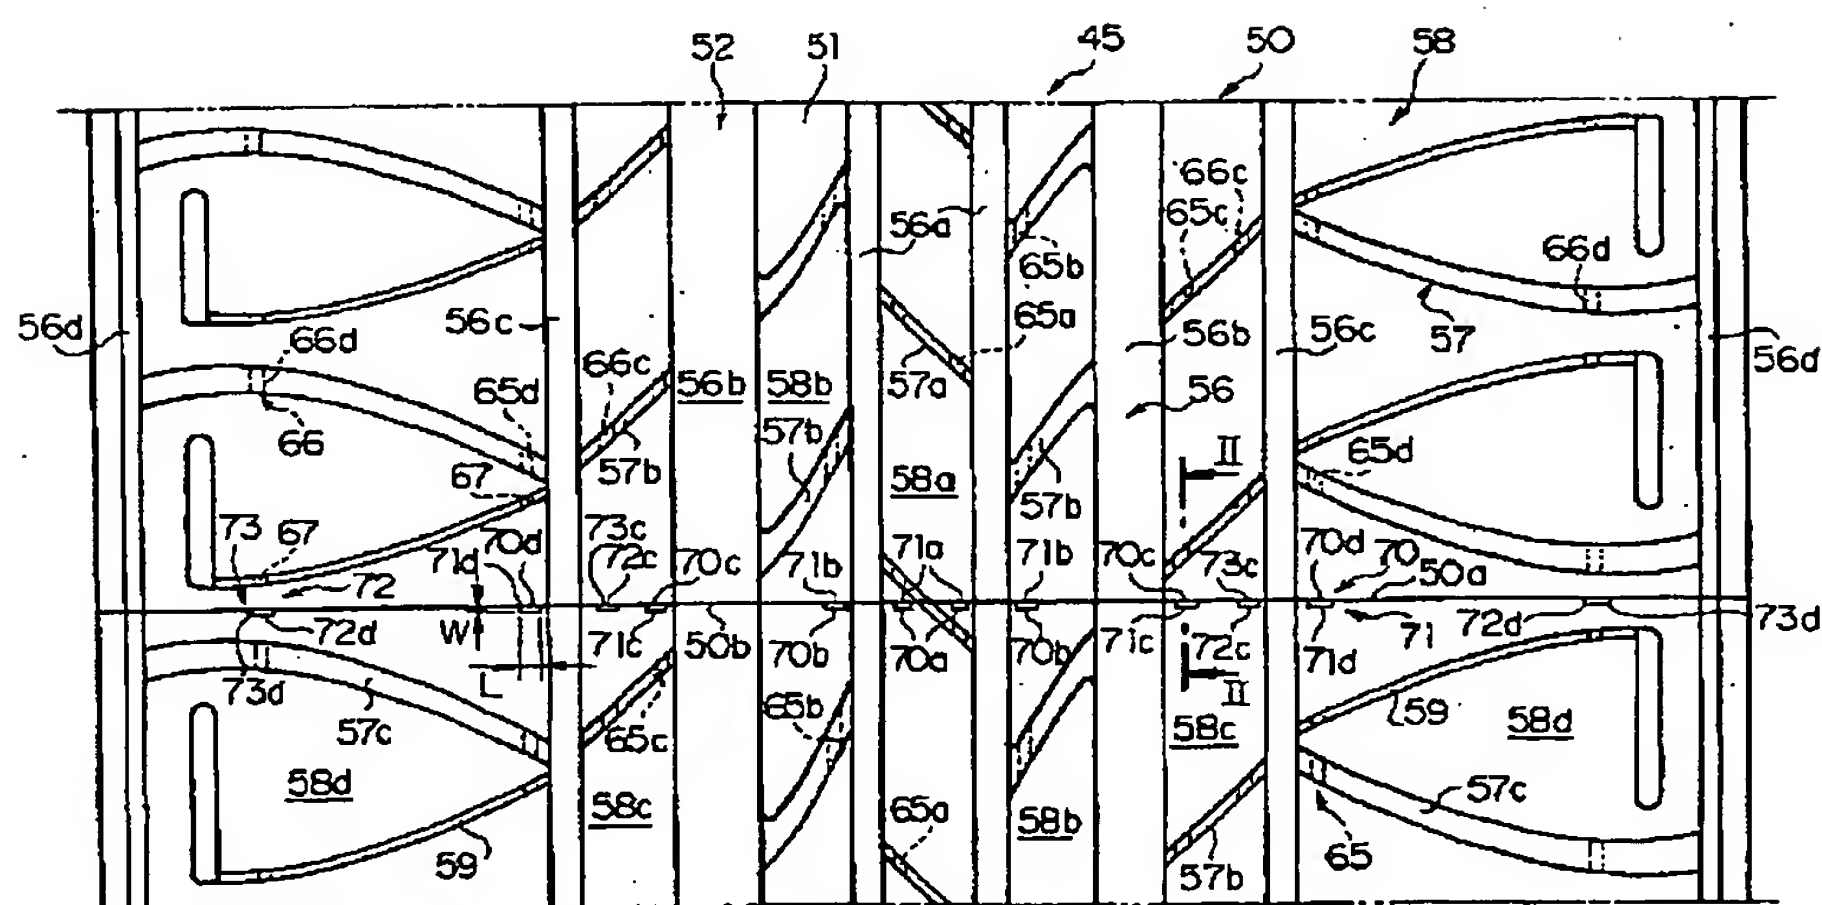 52 51 45 50 58
66c
65c
56a 65b 66d
56d 66d 56c 65a 56b 56c 57 56d
66c 56b 58b 57a 56
65d 57b
66 57b 58a 57b II 65d
67
73 67 71d 70d 73c 72c 70c 71b 71a 71b 70c 73c 70d 70 50a
72
W 72d 71c 50b 70b 70a 70b 71c 72c 71d 71 72d 73d
73d L II
57c 65c 65b 58c 59 58d
58d 58c 65a 58b 57c
59 57b 65